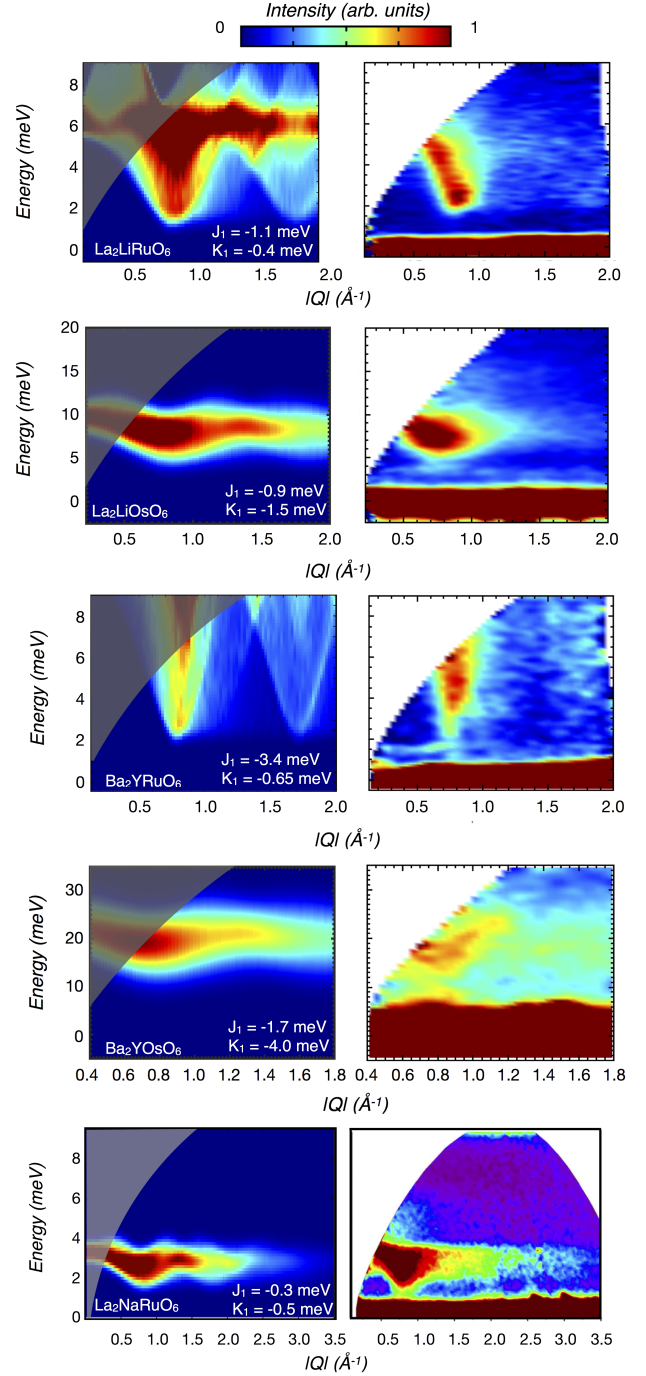 Intensity (arb. units)
0 1
Energy (meV)
8
6
4
2
0
J₁ = -1.1 meV
La₂LiRuO₆ K₁ = -0.4 meV
0.5 1.0 1.5 2.0 0.5 1.0 1.5 2.0
|Q| (Å⁻¹)
Energy (meV)
20
15
10
5
0
J₁ = -0.9 meV
La₂LiOsO₆ K₁ = -1.5 meV
0.5 1.0 1.5 2.0 0.5 1.0 1.5 2.0
|Q| (Å⁻¹)
Energy (meV)
8
6
4
2
0
J₁ = -3.4 meV
Ba₂YRuO₆ K₁ = -0.65 meV
0.5 1.0 1.5 2.0 0.5 1.0 1.5 2.0
|Q| (Å⁻¹)
Energy (meV)
30
20
10
0
J₁ = -1.7 meV
Ba₂YOsO₆ K₁ = -4.0 meV
0.4 0.6 0.8 1.0 1.2 1.4 1.6 1.8 0.4 0.6 0.8 1.0 1.2 1.4 1.6 1.8
|Q| (Å⁻¹)
Energy (meV)
8
6
4
2
0
J₁ = -0.3 meV
La₂NaRuO₆ K₁ = -0.5 meV
0.5 1.0 1.5 2.0 2.5 3.0 3.5 0.5 1.0 1.5 2.0 2.5 3.0 3.5
|Q| (Å⁻¹)